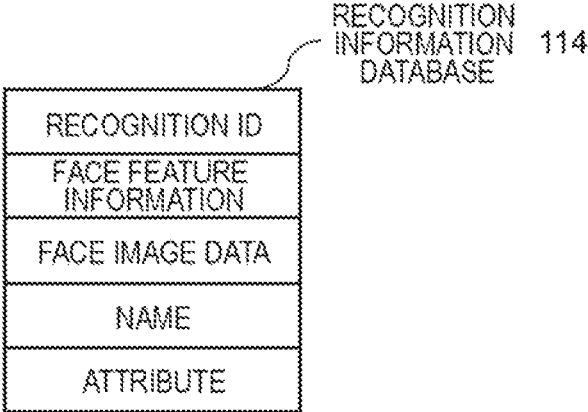 RECOGNITION
INFORMATION 114
DATABASE
RECOGNITION ID
FACE FEATURE
INFORMATION
FACE IMAGE DATA
NAME
ATTRIBUTE